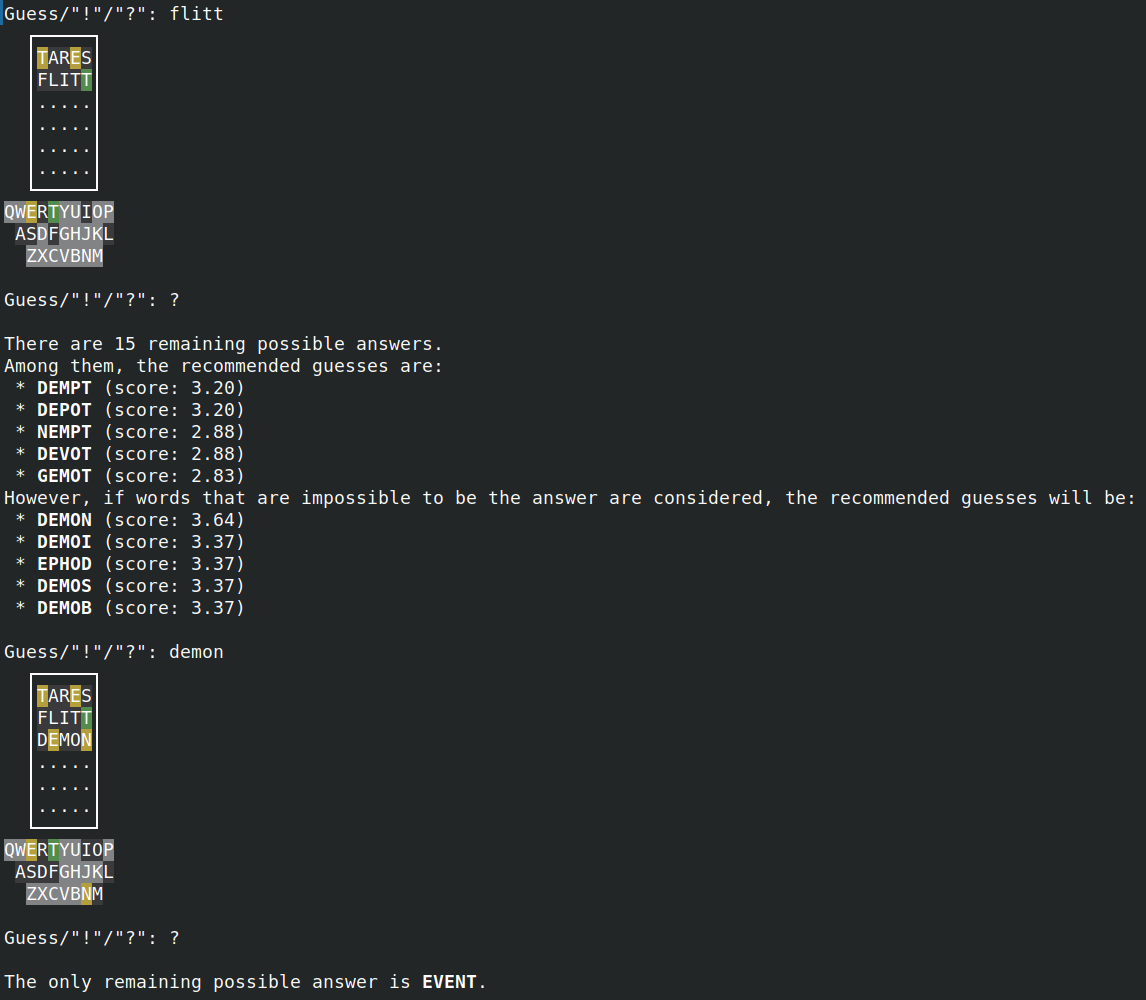 Guess/"!"/"?": flitt
TARES
FLITT
.....
.....
.....
.....
QWERTYUIOP
ASDFGHJKL
ZXCVBNM
Guess/"!"/"?": ?
There are 15 remaining possible answers.
Among them, the recommended guesses are:
* DEMPT (score: 3.20)
* DEPOT (score: 3.20)
* NEMPT (score: 2.88)
* DEVOT (score: 2.88)
* GEMOT (score: 2.83)
However, if words that are impossible to be the answer are considered, the recommended guesses will be:
* DEMON (score: 3.64)
* DEMOI (score: 3.37)
* EPHOD (score: 3.37)
* DEMOS (score: 3.37)
* DEMOB (score: 3.37)
Guess/"!"/"?": demon
TARES
FLITT
DEMON
.....
.....
.....
QWERTYUIOP
ASDFGHJKL
ZXCVBNM
Guess/"!"/"?": ?
The only remaining possible answer is EVENT.